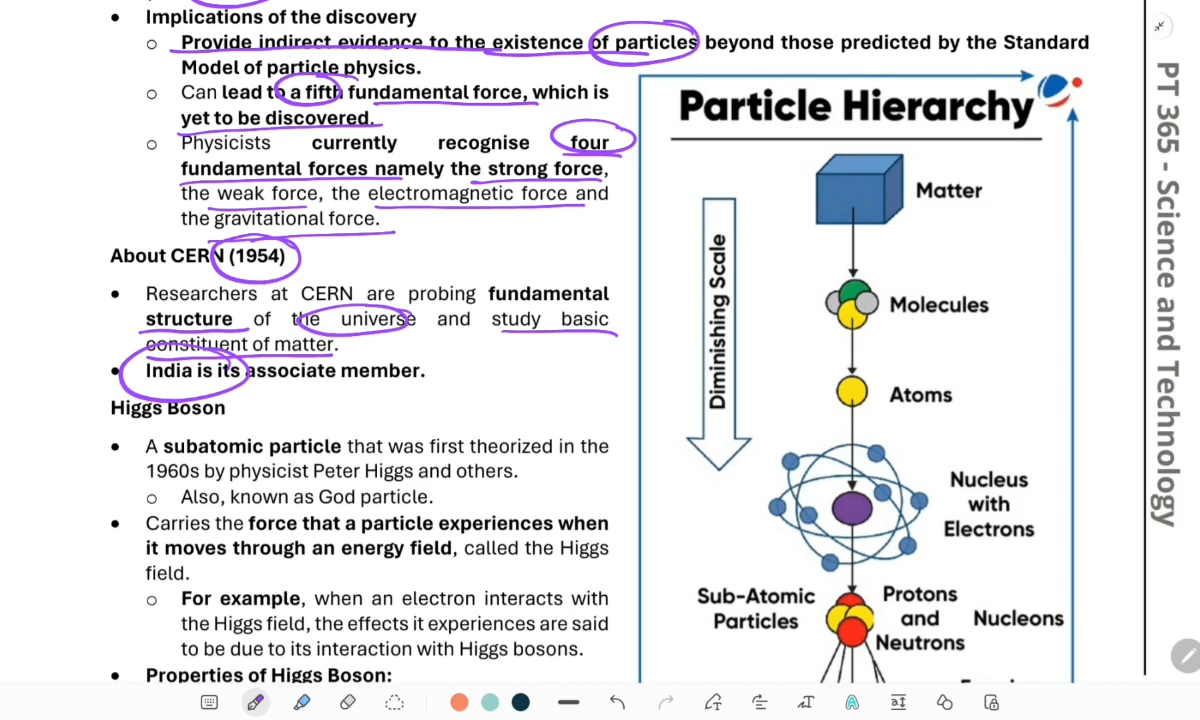 • Implications of the discovery
o Provide indirect evidence to the existence of particles beyond those predicted by the Standard
Model of particle physics.
o Can lead to a fifth fundamental force, which is
yet to be discovered.
o Physicists currently recognise four
fundamental forces namely the strong force,
the weak force, the electromagnetic force and
the gravitational force.
About CERN (1954)
• Researchers at CERN are probing fundamental
structure of the universe and study basic
constituent of matter.
• India is its associate member.
Higgs Boson
• A subatomic particle that was first theorized in the
1960s by physicist Peter Higgs and others.
o Also, known as God particle.
• Carries the force that a particle experiences when
it moves through an energy field, called the Higgs
field.
o For example, when an electron interacts with
the Higgs field, the effects it experiences are said
to be due to its interaction with Higgs bosons.
• Properties of Higgs Boson:
Particle Hierarchy
Matter
Molecules
Atoms
Nucleus
with
Electrons
Diminishing Scale
Sub-Atomic
Particles
Protons
and
Neutrons
Nucleons
PT 365 - Science and Technology